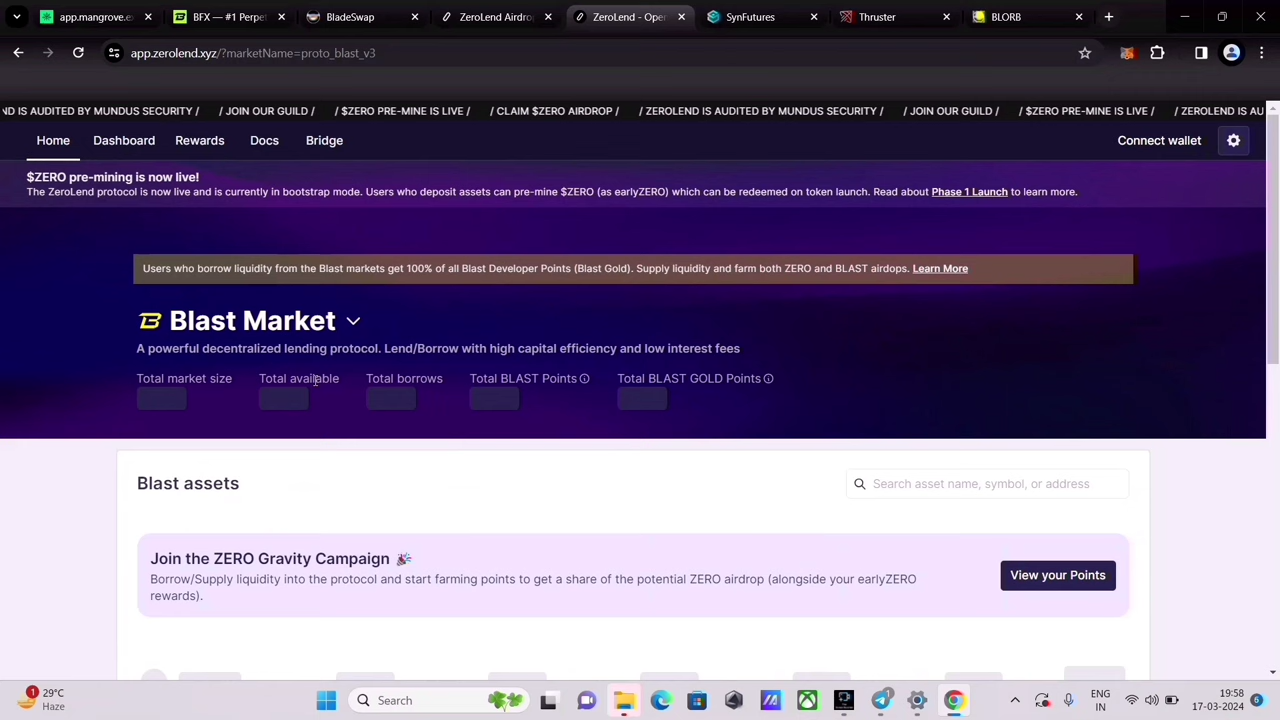 app.mangrove.ex
BFX — #1 Perpet
BladeSwap
ZeroLend Airdro
ZeroLend - Open
SynFutures
Thruster
BLORB
app.zerolend.xyz/?marketName=proto_blast_v3
ND IS AUDITED BY MUNDUS SECURITY / / JOIN OUR GUILD / / $ZERO PRE-MINE IS LIVE / / CLAIM $ZERO AIRDROP / / ZEROLEND IS AUDITED BY MUNDUS SECURITY / / JOIN OUR GUILD / / $ZERO PRE-MINE IS LIVE / / ZEROLEND IS AU
Home Dashboard Rewards Docs Bridge Connect wallet
$ZERO pre-mining is now live!
The ZeroLend protocol is now live and is currently in bootstrap mode. Users who deposit assets can pre-mine $ZERO (as earlyZERO) which can be redeemed on token launch. Read about Phase 1 Launch to learn more.
Users who borrow liquidity from the Blast markets get 100% of all Blast Developer Points (Blast Gold). Supply liquidity and farm both ZERO and BLAST airdops. Learn More
Blast Market
A powerful decentralized lending protocol. Lend/Borrow with high capital efficiency and low interest fees
Total market size Total available Total borrows Total BLAST Points Total BLAST GOLD Points
Blast assets
Search asset name, symbol, or address
Join the ZERO Gravity Campaign
Borrow/Supply liquidity into the protocol and start farming points to get a share of the potential ZERO airdrop (alongside your earlyZERO
rewards).
View your Points
1
29°C
Haze
Search
1
ENG
IN
19:58
17-03-2024
6